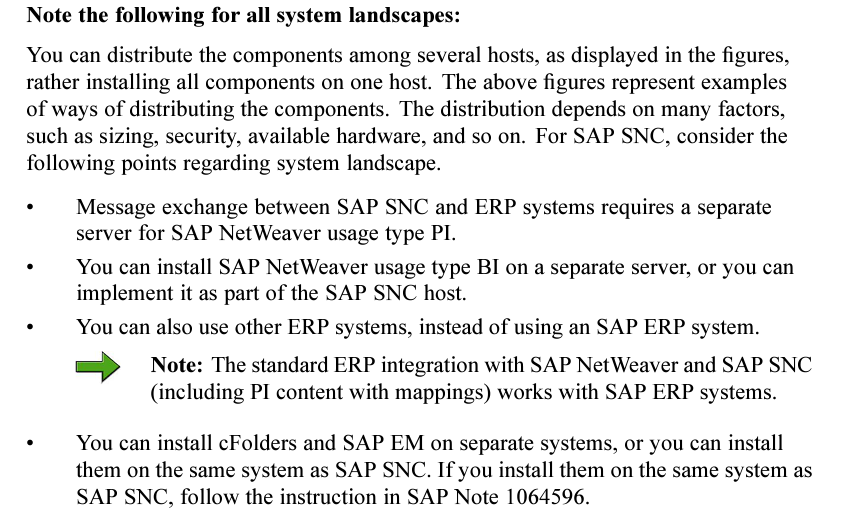 Note the following for all system landscapes:
You can distribute the components among several hosts, as displayed in the figures,
rather installing all components on one host. The above figures represent examples
of ways of distributing the components. The distribution depends on many factors,
such as sizing, security, available hardware, and so on. For SAP SNC, consider the
following points regarding system landscape.
• Message exchange between SAP SNC and ERP systems requires a separate
server for SAP NetWeaver usage type PI.
• You can install SAP NetWeaver usage type BI on a separate server, or you can
implement it as part of the SAP SNC host.
• You can also use other ERP systems, instead of using an SAP ERP system.
Note: The standard ERP integration with SAP NetWeaver and SAP SNC
(including PI content with mappings) works with SAP ERP systems.
• You can install cFolders and SAP EM on separate systems, or you can install
them on the same system as SAP SNC. If you install them on the same system as
SAP SNC, follow the instruction in SAP Note 1064596.